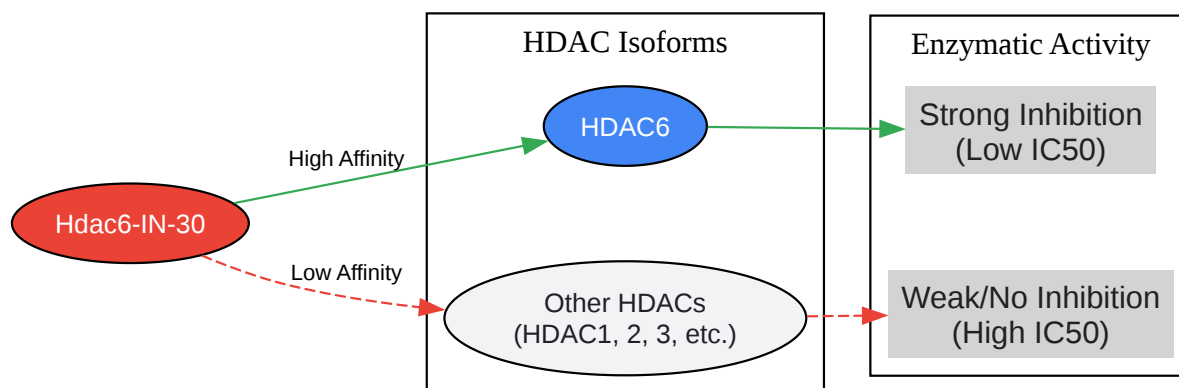 HDAC Isoforms
Enzymatic Activity
HDAC6
Strong Inhibition
(Low IC50)
High Affinity
Hdac6-IN-30
Low Affinity
Other HDACs
(HDAC1, 2, 3, etc.)
Weak/No Inhibition
(High IC50)